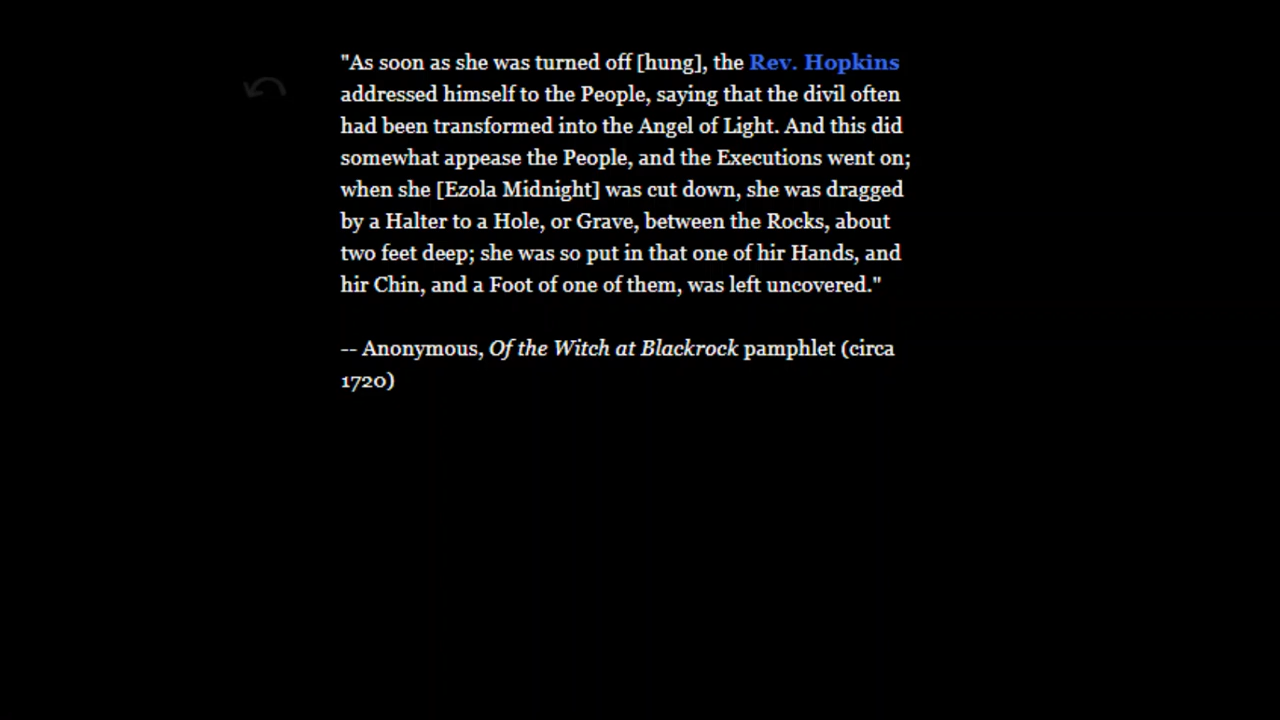 "As soon as she was turned off [hung], the Rev. Hopkins
addressed himself to the People, saying that the divil often
had been transformed into the Angel of Light. And this did
somewhat appease the People, and the Executions went on;
when she [Ezola Midnight] was cut down, she was dragged
by a Halter to a Hole, or Grave, between the Rocks, about
two feet deep; she was so put in that one of hir Hands, and
hir Chin, and a Foot of one of them, was left uncovered."
-- Anonymous, Of the Witch at Blackrock pamphlet (circa
1720)